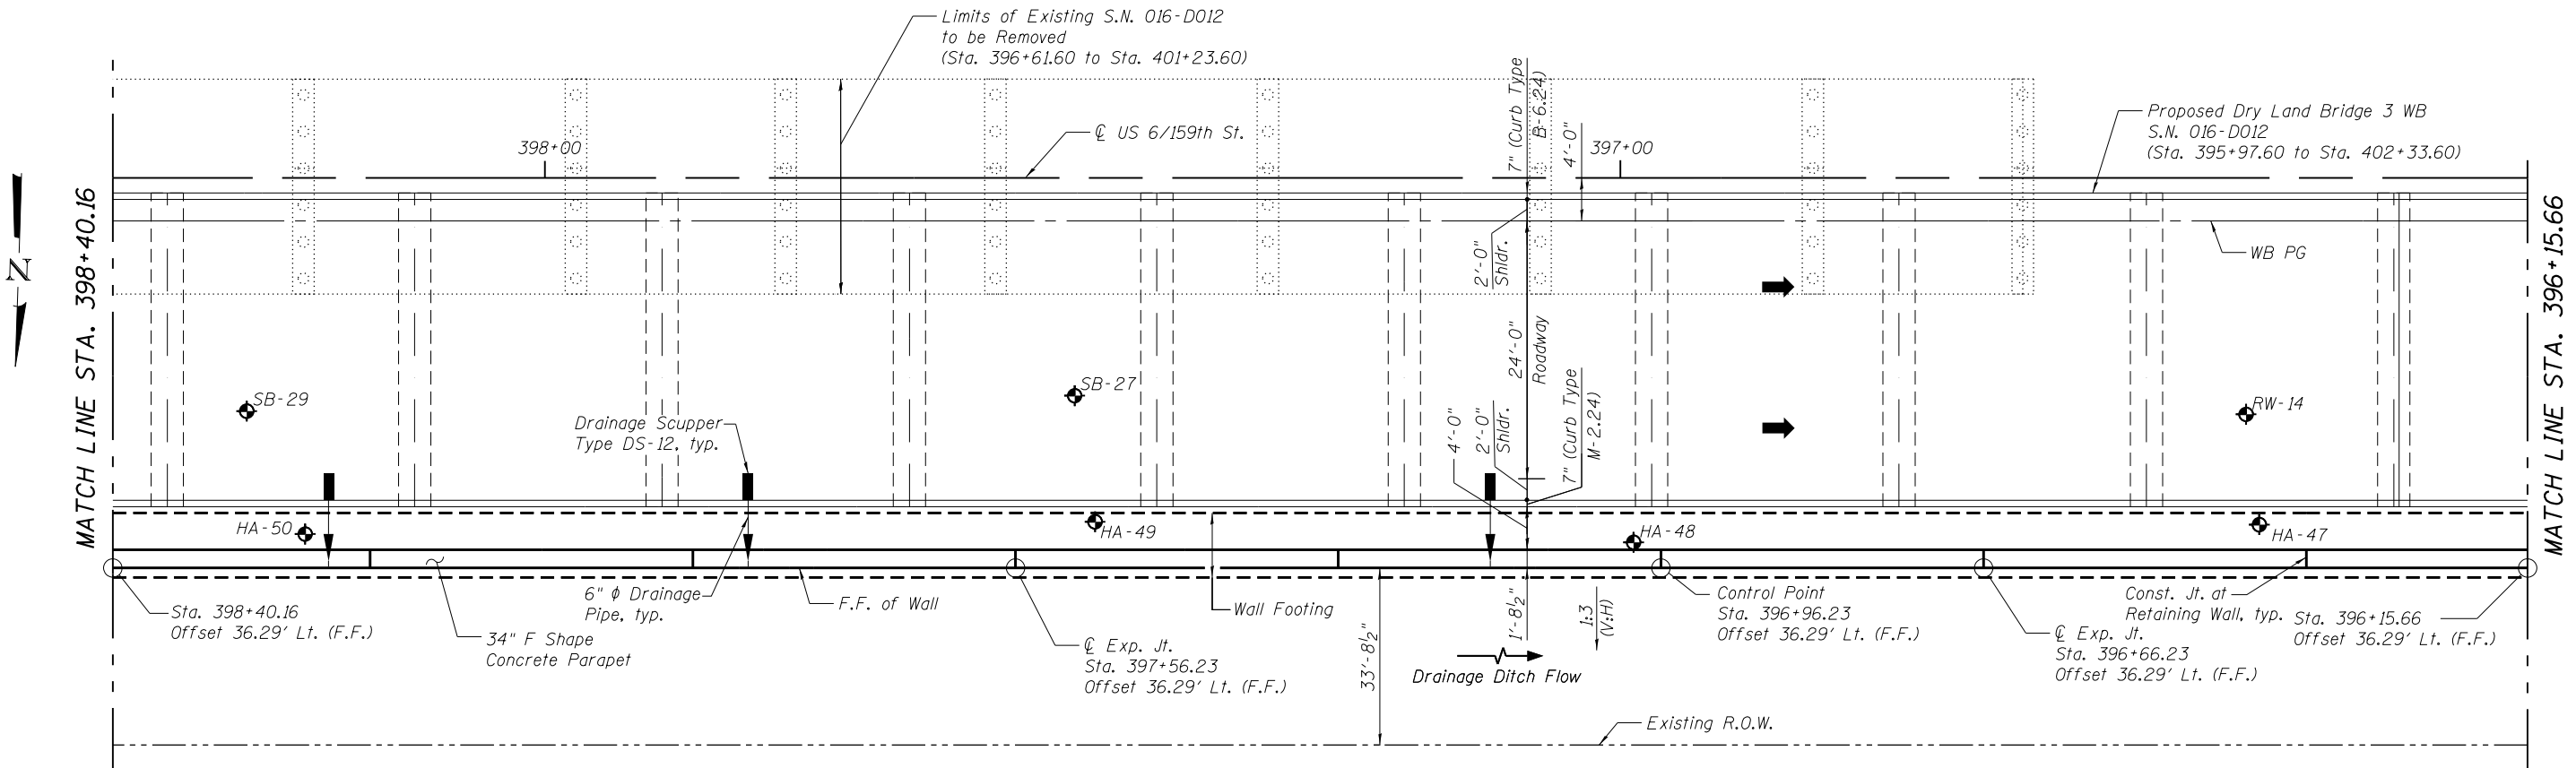 Limits of Existing S.N. 016-D012
to be Removed
(Sta. 396+61.60 to Sta. 401+23.60)
℄ US 6/159th St.
398+00
7" (Curb Type
B-6.24)
4'-0"
397+00
Proposed Dry Land Bridge 3 WB
S.N. 016-D012
(Sta. 395+97.60 to Sta. 402+33.60)
N
MATCH LINE STA. 398+40.16
MATCH LINE STA. 396+15.66
WB PG
2'-0"
Shldr.
24'-0"
Roadway
SB-29
SB-27
RW-14
Drainage Scupper
Type DS-12, typ.
4'-0"
2'-0"
Shldr.
7" (Curb Type
M-2.24)
HA-50
HA-49
HA-48
HA-47
Sta. 398+40.16
Offset 36.29' Lt. (F.F.)
34" F Shape
Concrete Parapet
6" ϕ Drainage
Pipe, typ.
F.F. of Wall
Wall Footing
℄ Exp. Jt.
Sta. 397+56.23
Offset 36.29' Lt. (F.F.)
33'-8½"
1'-8½"
1:3
(V:H)
Drainage Ditch Flow
Control Point
Sta. 396+96.23
Offset 36.29' Lt. (F.F.)
℄ Exp. Jt.
Sta. 396+66.23
Offset 36.29' Lt. (F.F.)
Const. Jt. at
Retaining Wall, typ.
Sta. 396+15.66
Offset 36.29' Lt. (F.F.)
Existing R.O.W.